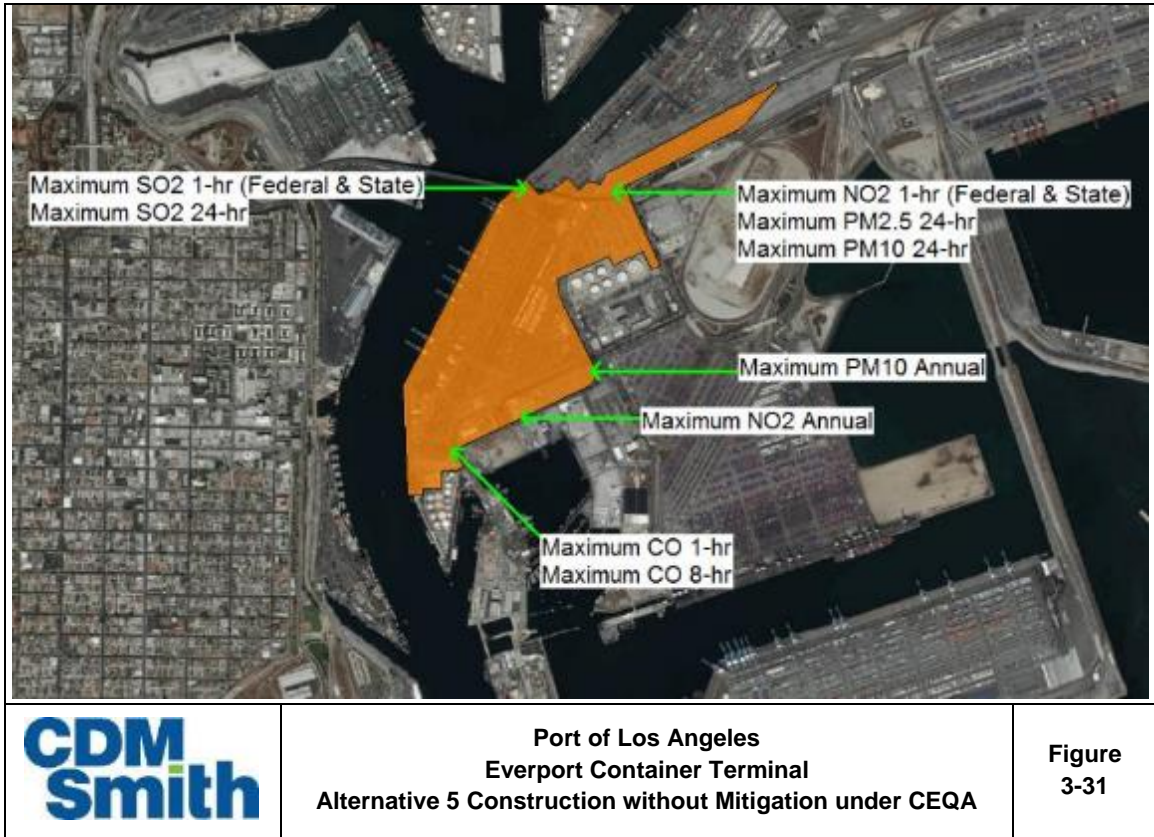 Maximum SO2 1-hr (Federal & State)
Maximum SO2 24-hr
Maximum NO2 1-hr (Federal & State)
Maximum PM2.5 24-hr
Maximum PM10 24-hr
Maximum PM10 Annual
Maximum NO2 Annual
Maximum CO 1-hr
Maximum CO 8-hr
CDM
Smith
Port of Los Angeles
Everport Container Terminal
Alternative 5 Construction without Mitigation under CEQA
Figure
3-31